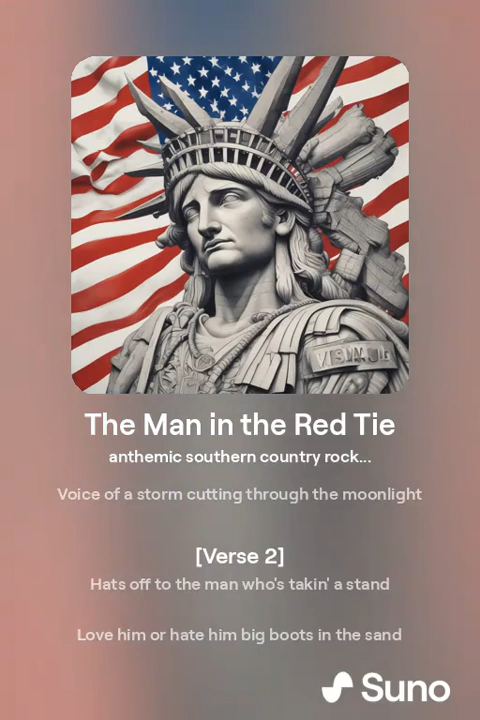 The Man in the Red Tie
anthemic southern country rock...
Voice of a storm cutting through the moonlight
[Verse 2]
Hats off to the man who's takin' a stand
Love him or hate him big boots in the sand
Suno